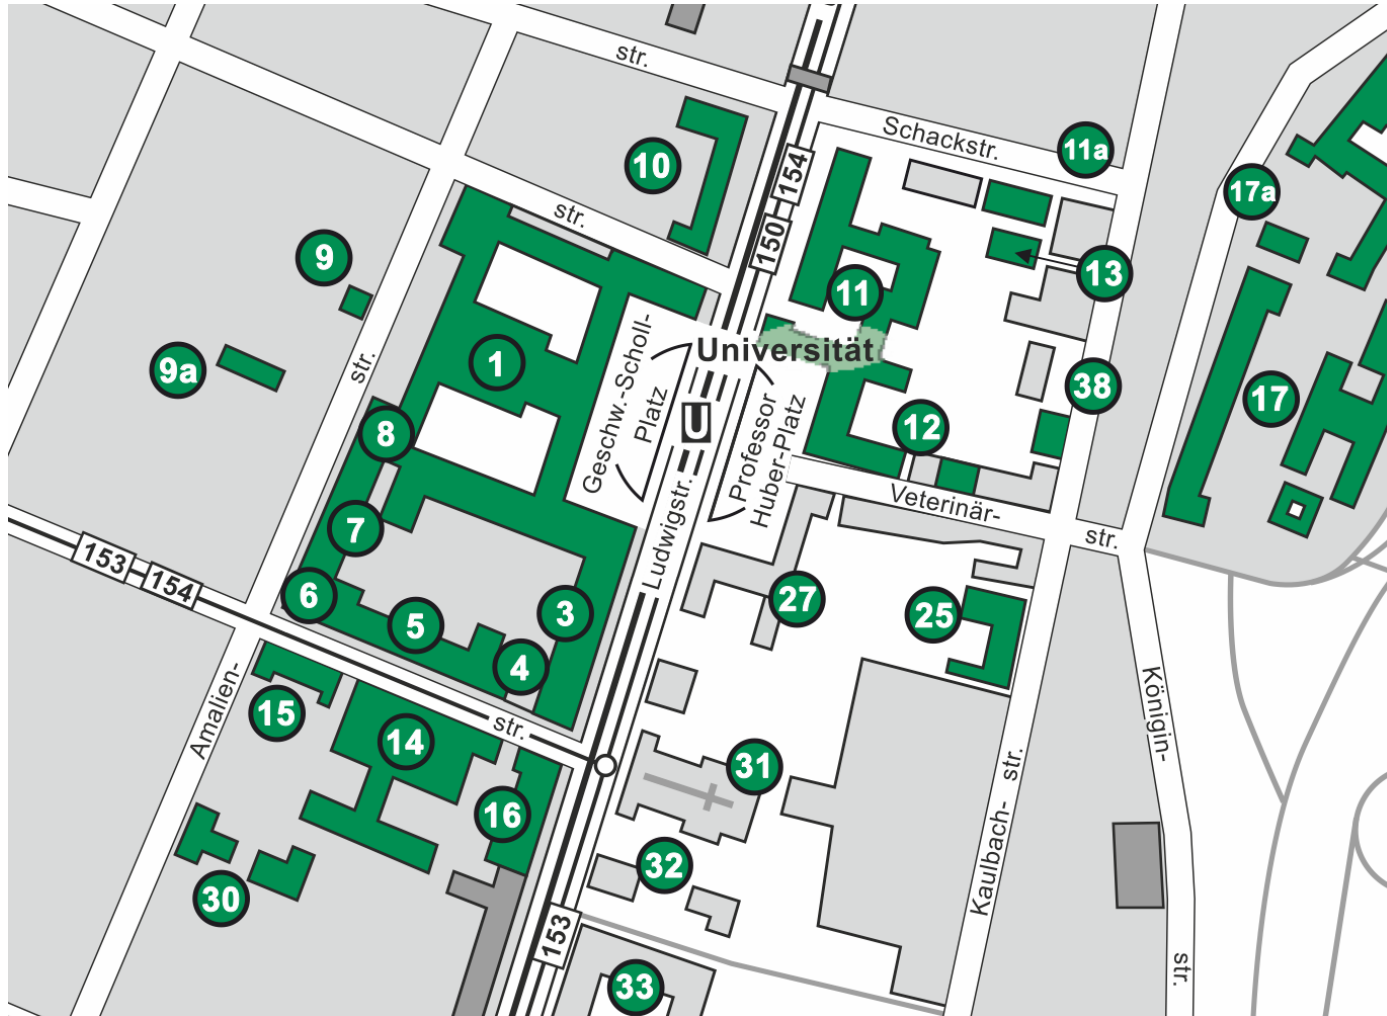 str.
Schackstr.
11a
10
154
17a
str.
150
9
13
11
Universität
1
9a
str.
Geschw.-Scholl-
Platz
U
Professor
Huber-Platz
38
17
8
12
Veterinär-
str.
7
153
154
Ludwigstr.
6
5
3
4
27
25
Amalien-
15
14
str.
Königin-
31
16
Kaulbach-
str.
30
32
153
33
str.